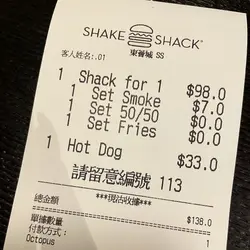 SHAKE SHACK
東薈城 SS
客人姓名:.01
1 Shack for 1 $98.0
1 Set Smoke $7.0
1 Set 50/50 $0.0
1 Set Fries $0.0
1 Hot Dog $33.0
請留意編號 113
***現沽收據***
總金額 $138.0
單據數量 1
付款方式:
Octopus